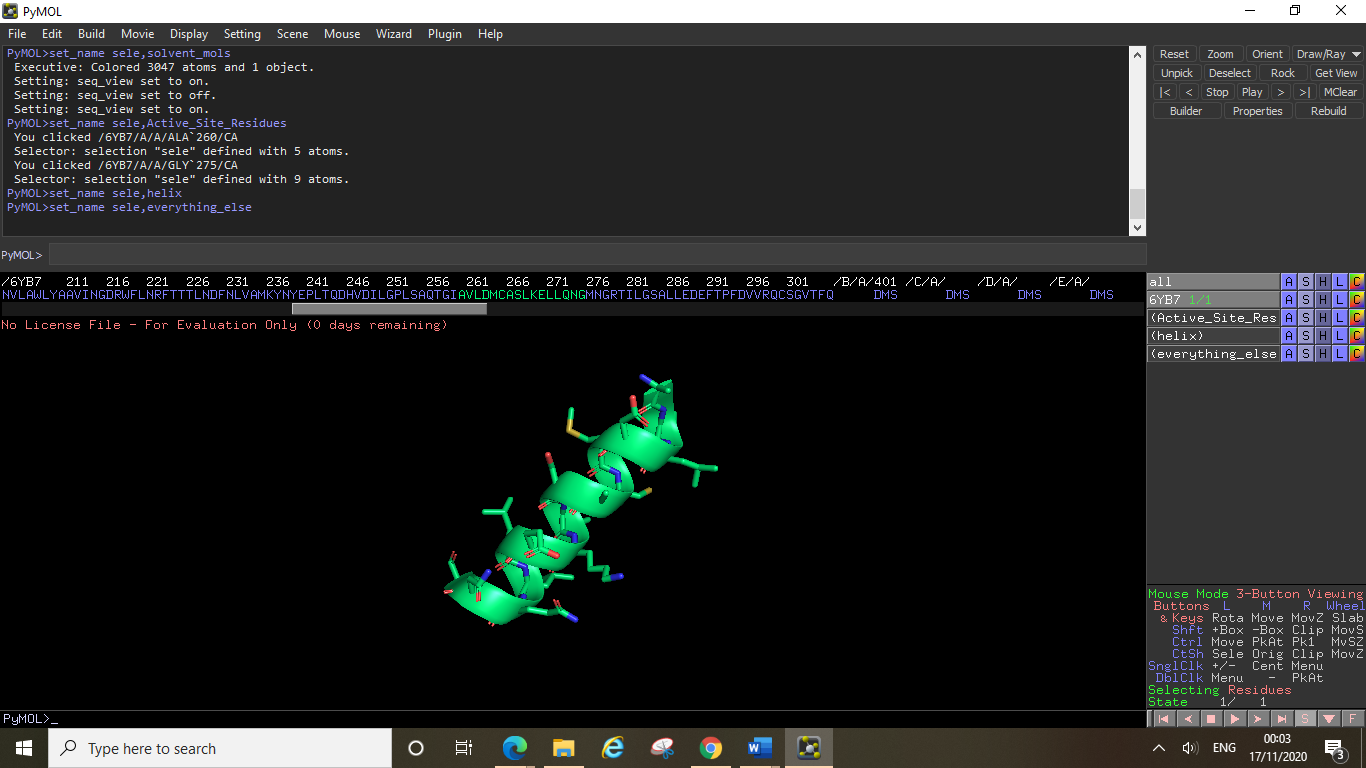 PyMOL
File Edit Build Movie Display Setting Scene Mouse Wizard Plugin Help
PyMOL>set_name sele,solvent_mols
Executive: Colored 3047 atoms and 1 object.
Setting: seq_view set to on.
Setting: seq_view set to off.
Setting: seq_view set to on.
PyMOL>set_name sele,Active_Site_Residues
You clicked /6YB7/A/A/ALA`260/CA
Selector: selection "sele" defined with 5 atoms.
You clicked /6YB7/A/A/GLY`275/CA
Selector: selection "sele" defined with 9 atoms.
PyMOL>set_name sele,helix
PyMOL>set_name sele,everything_else
PyMOL>
Reset Zoom Orient Draw/Ray
Unpick Deselect Rock Get View
|< < Stop Play > >| MClear
Builder Properties Rebuild
/6YB7 211 216 221 226 231 236 241 246 251 256 261 266 271 276 281 286 291 296 301 /B/A/401 /C/A/ /D/A/ /E/A/
NVLAWLYAAVINGDRWFLNRFTTTLNDFNLVAMKYNYEPLTQDHVDILGPLSAQTGIAVLDMCASLKELLQNGMNGRTILGSALLEDEFTPFDVVRQCSGVTFQ DMS DMS DMS DMS
No License File - For Evaluation Only (0 days remaining)
all A S H L C
6YB7 1/1 A S H L C
(Active_Site_Res A S H L C
(helix) A S H L C
(everything_else A S H L C
Mouse Mode 3-Button Viewing
Buttons L M R Wheel
& Keys Rota Move MovZ Slab
Shft +Box -Box Clip MovS
Ctrl Move PkAt Pk1 MvSZ
CtSh Sele Orig Clip MovZ
SnglClk +/- Cent Menu
DblClk Menu - PkAt
Selecting Residues
State 1/ 1
PyMOL>_
S F
Type here to search
ENG
00:03
17/11/2020
3